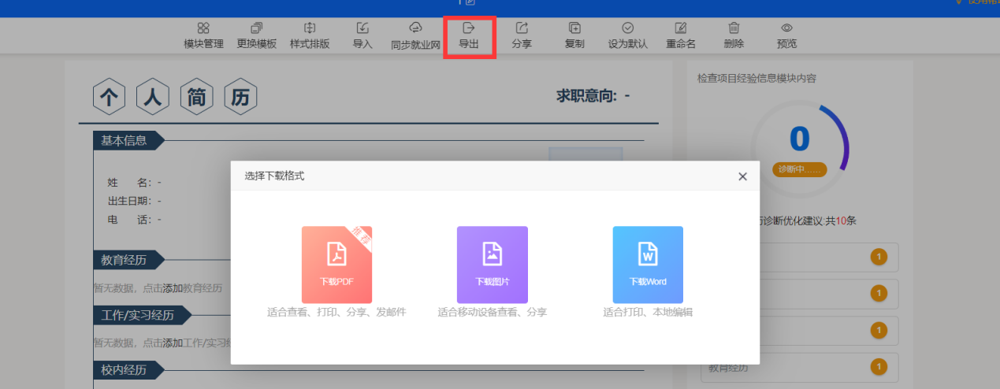 模块管理 更换模板 样式排版 导入 同步就业网 导出 分享 复制 设为默认 重命名 删除 预览
个人简历
求职意向: -
基本信息
姓 名: -
出生日期: -
电 话: -
教育经历
暂无数据，点击添加教育经历
工作/实习经历
暂无数据，点击添加工作/实习
校内经历
选择下载格式
推荐
下载PDF
适合查看、打印、分享、发邮件
下载图片
适合移动设备查看、分享
下载Word
适合打印、本地编辑
检查项目经验信息模块内容
0
诊断中......
诊断优化建议:共10条
1
1
1
教育经历
1